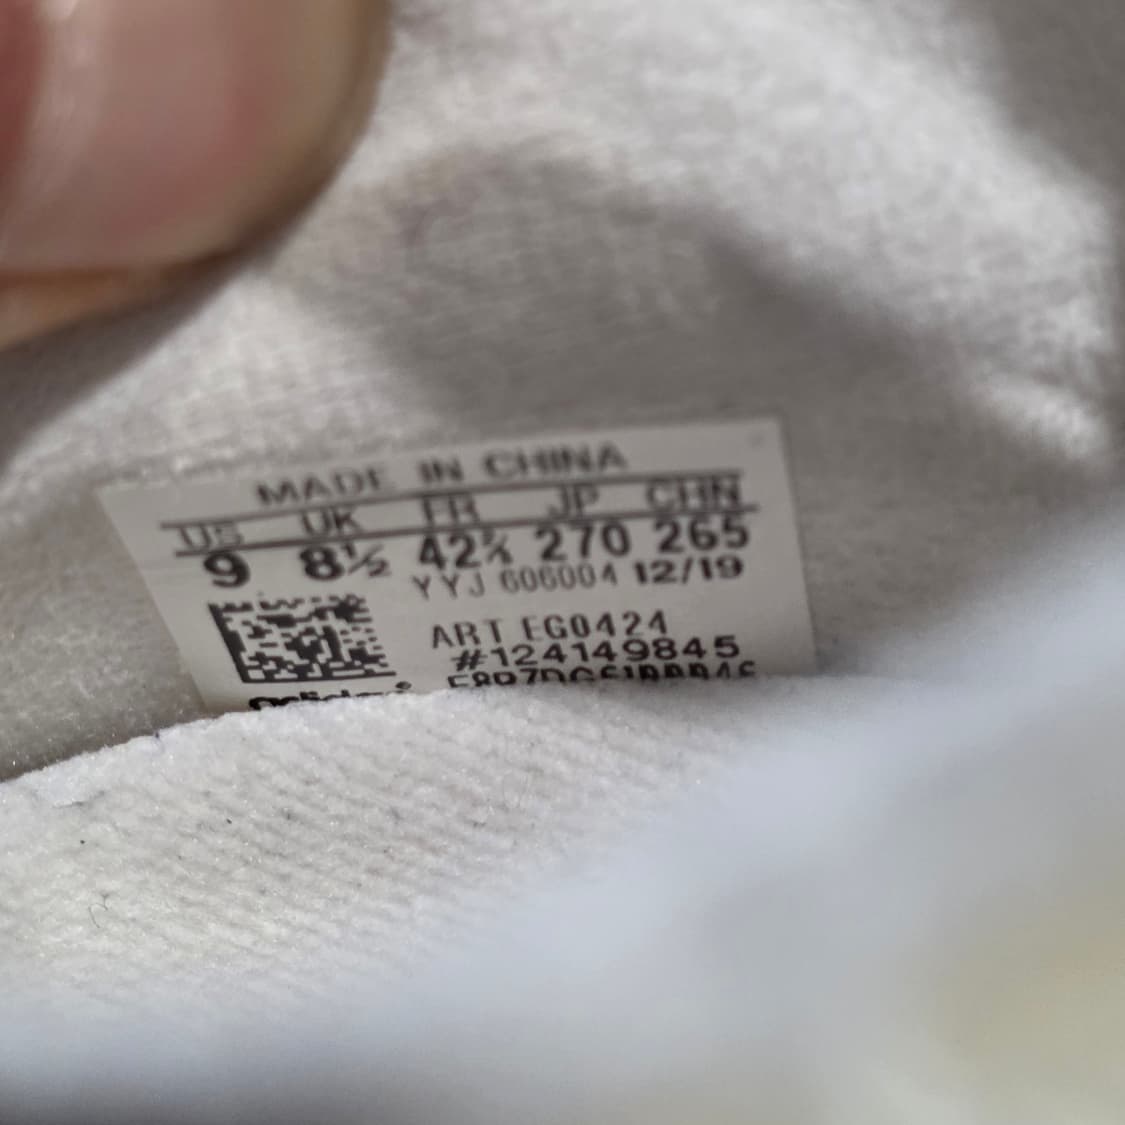 MADE IN CHINA
US UK FR JP CHN
9 8½ 42⅔ 270 265
YYJ 606004 12/19
ART EG0424
#124149845
adidas